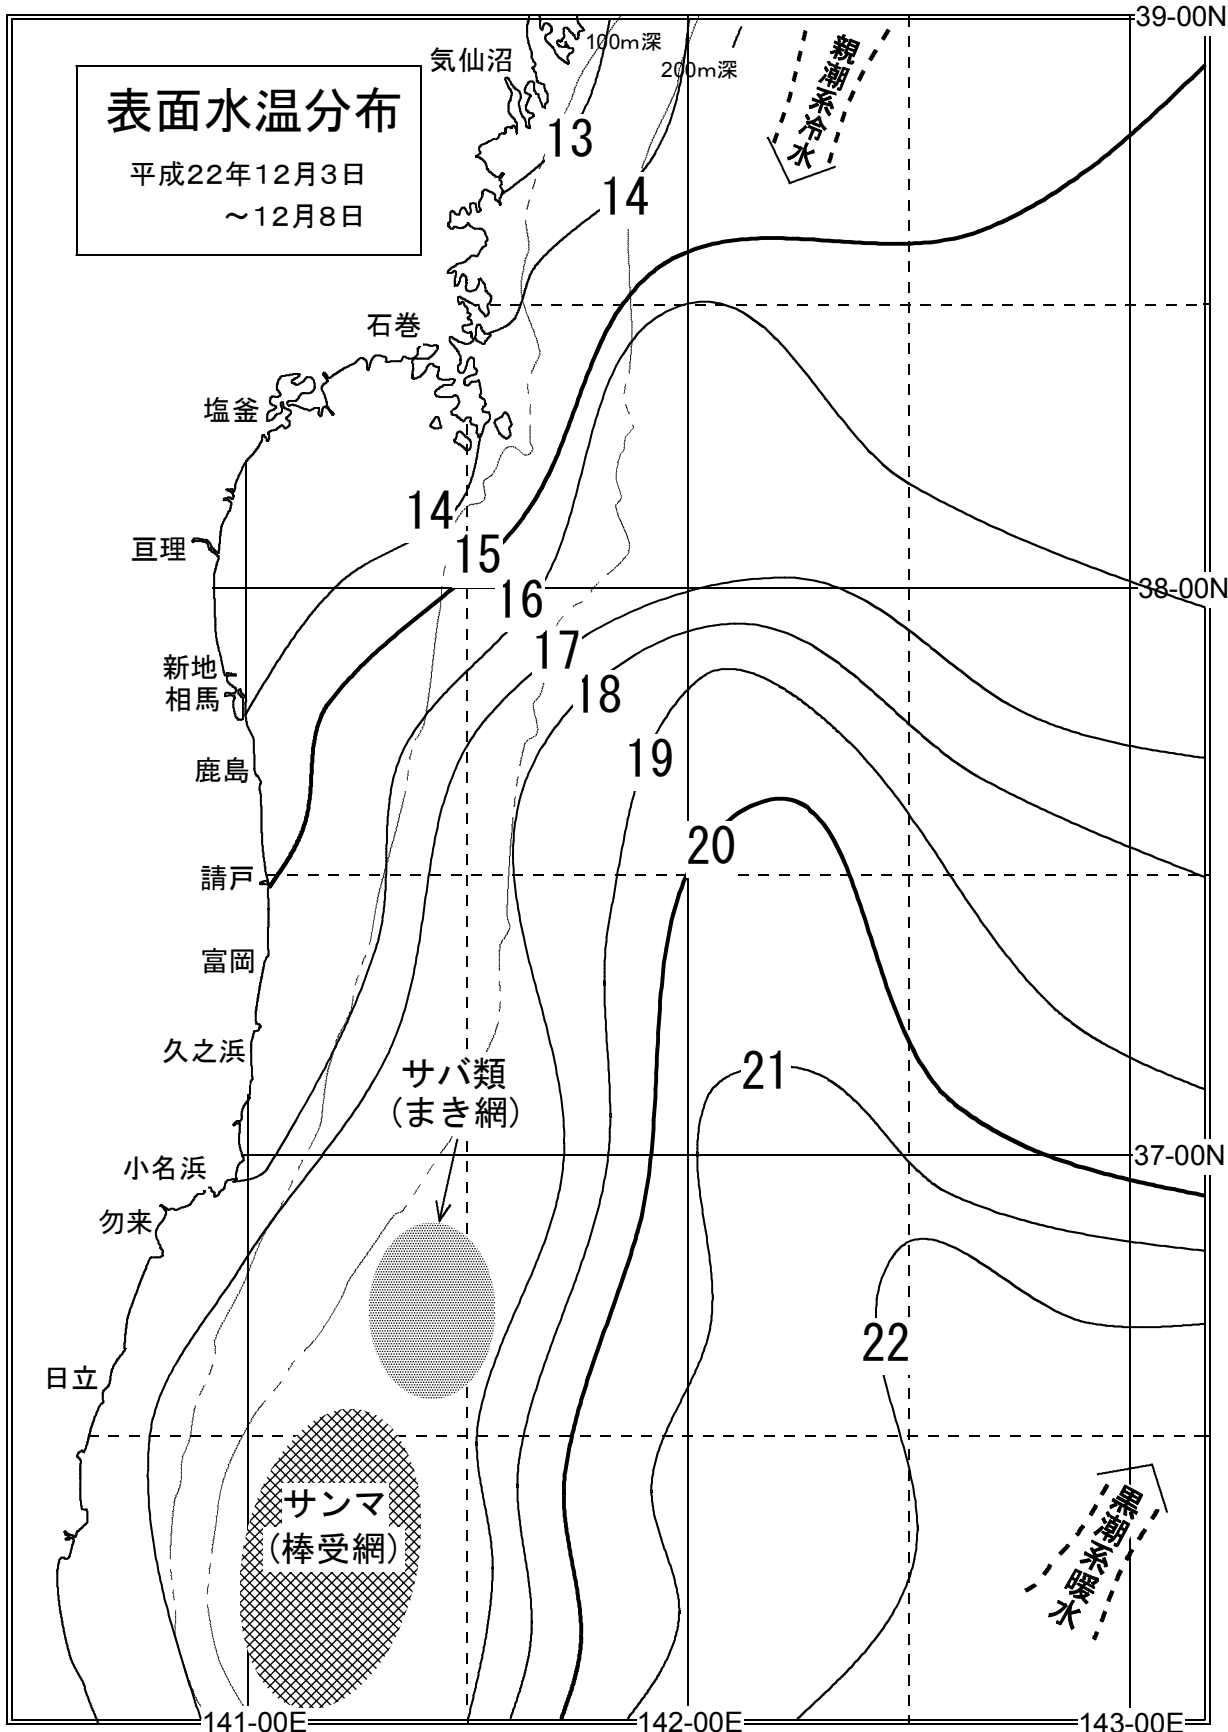 39-00N
100m深
気仙沼
200m深
親潮系冷水
表面水温分布
平成22年12月3日
～12月8日
13
14
石巻
塩釜
14
亘理
15
38-00N
16
17
新地
相馬
18
19
鹿島
20
請戸
富岡
久之浜
サバ類
(まき網)
21
37-00N
小名浜
勿来
22
日立
サンマ
(棒受網)
黒潮系暖水
141-00E
142-00E
143-00E